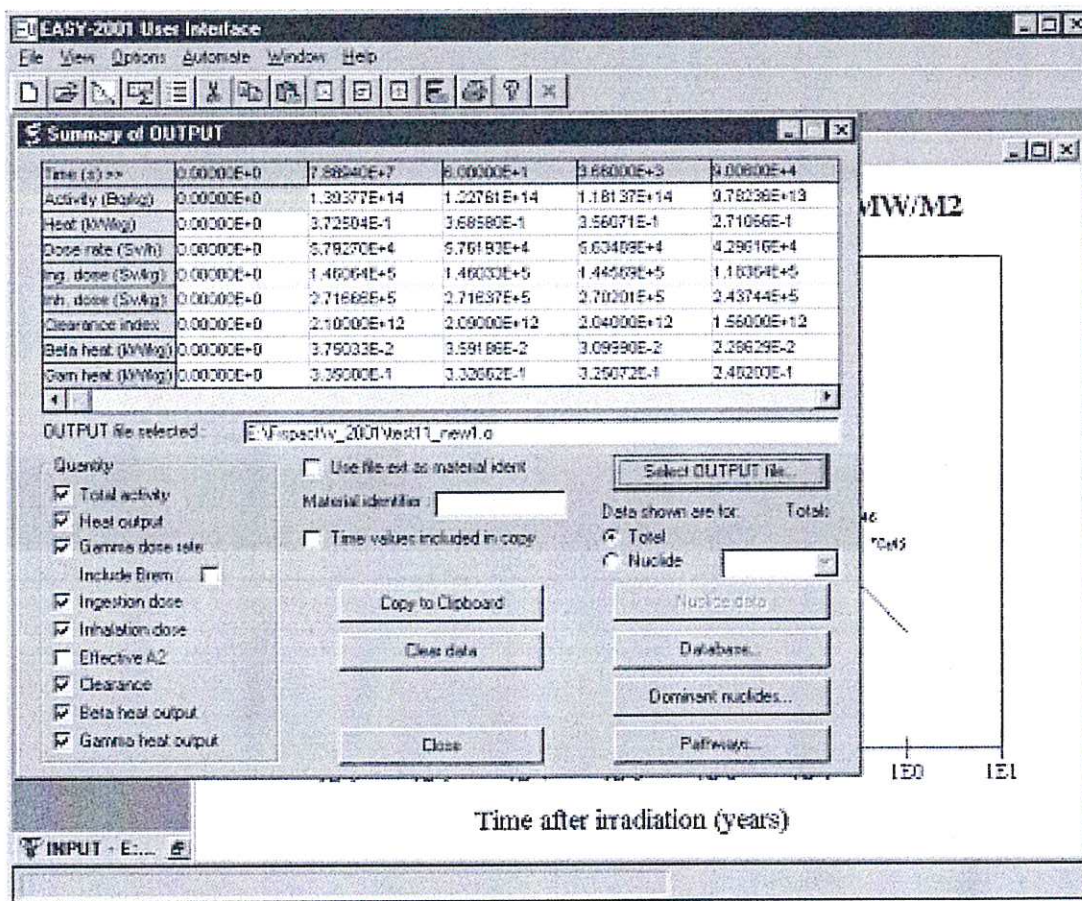 EASY-2001 User Interface
File View Options Automate Window Help
Summary of OUTPUT
Time (s) >> 0.00000E+0 7.88940E+7 6.00000E+1 3.66000E+3 9.00600E+4
Activity (Bq/kg) 0.00000E+0 1.39377E+14 1.22761E+14 1.18137E+14 9.78236E+13
Heat (kW/kg) 0.00000E+0 3.72504E-1 3.68580E-1 3.56071E-1 2.71066E-1
Dose rate (Sv/h) 0.00000E+0 5.79270E+4 5.76193E+4 5.63489E+4 4.29616E+4
Ing. dose (Sv/kg) 0.00000E+0 1.46064E+5 1.46033E+5 1.44569E+5 1.18364E+5
Inh. dose (Sv/kg) 0.00000E+0 2.71666E+5 2.71637E+5 2.70201E+5 2.43744E+5
Clearance index 0.00000E+0 2.10000E+12 2.09000E+12 2.04000E+12 1.56000E+12
Beta heat (kW/kg) 0.00000E+0 3.75033E-2 3.59186E-2 3.09990E-2 2.28629E-2
Gam heat (kW/kg) 0.00000E+0 3.35000E-1 3.32662E-1 3.25072E-1 2.48203E-1
MW/M2
OUTPUT file selected : E:\Fispact\v_2001\test11_new1.o
Quantity
Total activity
Heat output
Gamma dose rate
Include Brem
Ingestion dose
Inhalation dose
Effective A2
Clearance
Beta heat output
Gamma heat output
Use file ext as material ident
Material identifier :
Time values included in copy
Copy to Clipboard
Clear data
Close
Select OUTPUT file...
Data shown are for: Totals
Total
Nuclide
Nuclide data
Database...
Dominant nuclides...
Pathways...
1E0 1E1
Time after irradiation (years)
INPUT - E:...